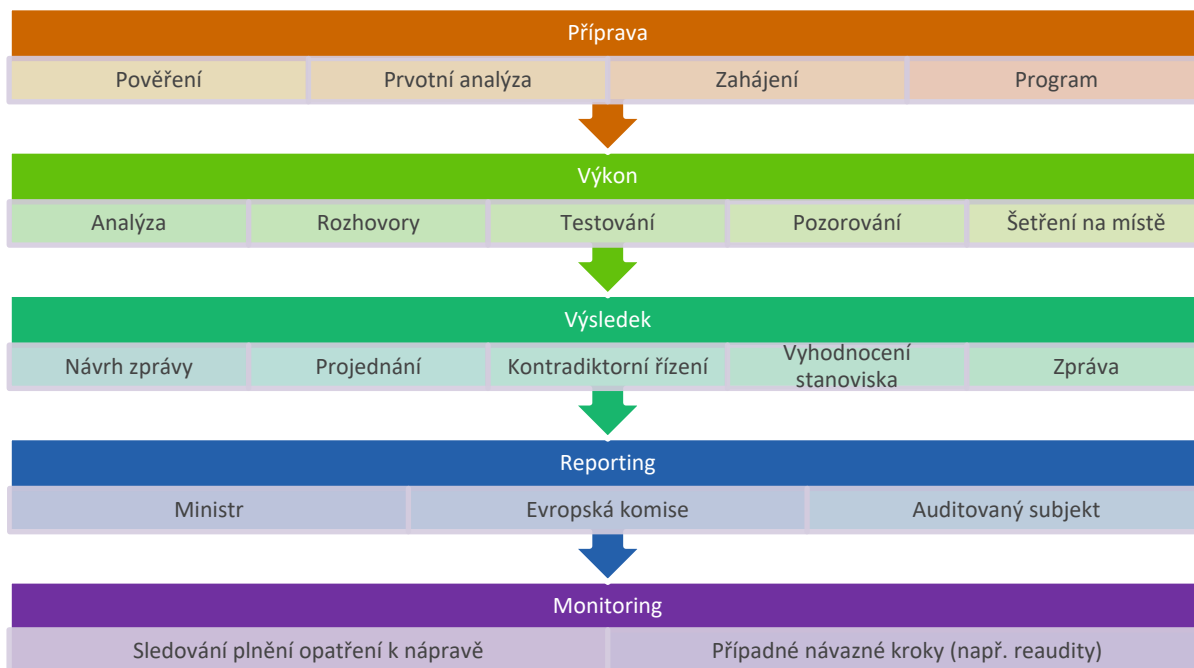 Příprava
Pověření
Prvotní analýza
Zahájení
Program
Výkon
Analýza
Rozhovory
Testování
Pozorování
Šetření na místě
Výsledek
Návrh zprávy
Projednání
Kontradiktorní řízení
Vyhodnocení
stanoviska
Zpráva
Reporting
Ministr
Evropská komise
Auditovaný subjekt
Monitoring
Sledování plnění opatření k nápravě
Případné návazné kroky (např. reaudity)